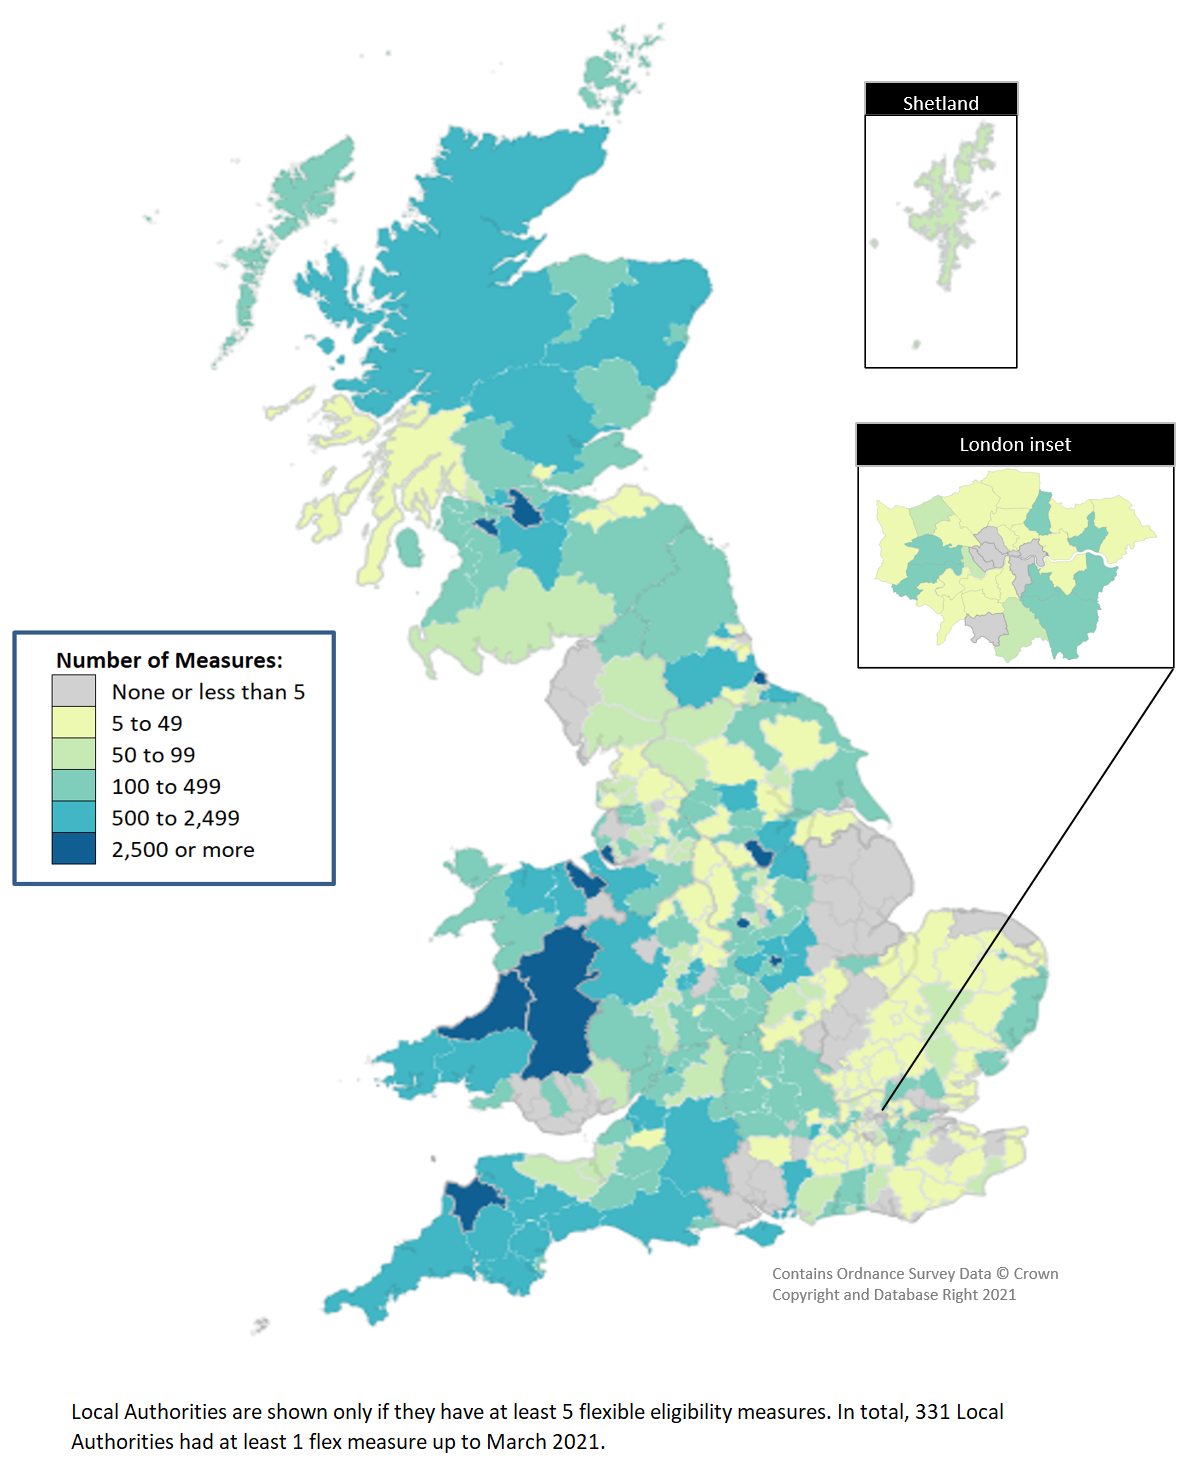 Shetland
London inset
Number of Measures:
None or less than 5
5 to 49
50 to 99
100 to 499
500 to 2,499
2,500 or more
Contains Ordnance Survey Data © Crown
Copyright and Database Right 2021
Local Authorities are shown only if they have at least 5 flexible eligibility measures. In total, 331 Local
Authorities had at least 1 flex measure up to March 2021.